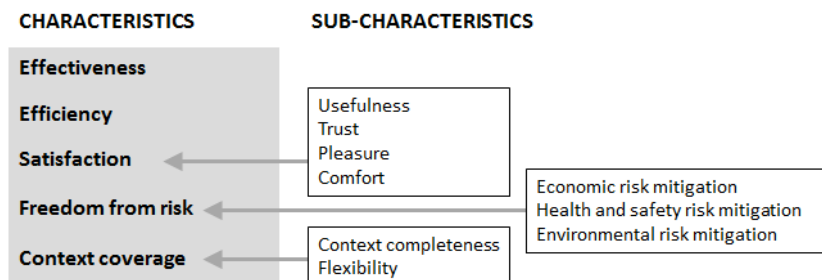 CHARACTERISTICS
SUB-CHARACTERISTICS
Effectiveness
Efficiency
Satisfaction
Freedom from risk
Context coverage
Usefulness
Trust
Pleasure
Comfort
Economic risk mitigation
Health and safety risk mitigation
Environmental risk mitigation
Context completeness
Flexibility